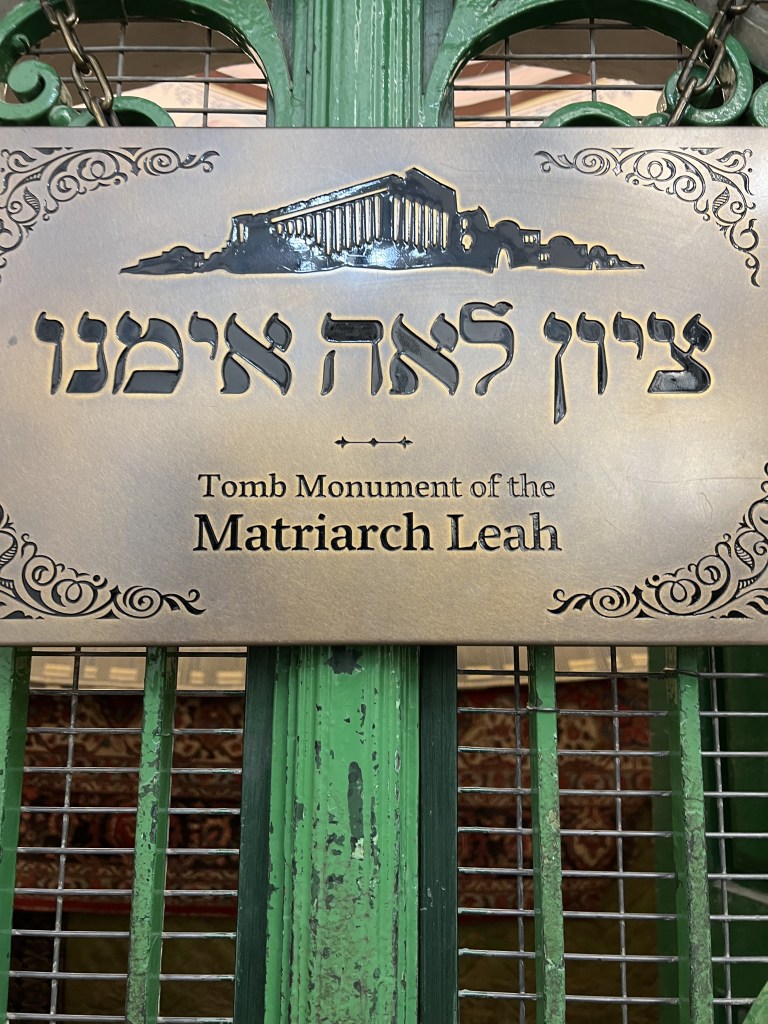 ציון לאה אימנו
Tomb Monument of the
Matriarch Leah